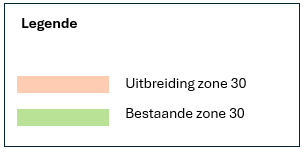 Legende
Uitbreiding zone 30
Bestaande zone 30